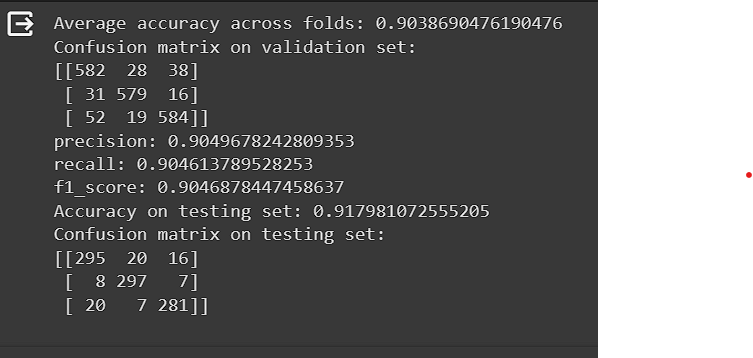 Average accuracy across folds: 0.9038690476190476
Confusion matrix on validation set:
[[582  28  38]
 [ 31 579  16]
 [ 52  19 584]]
precision: 0.9049678242809353
recall: 0.904613789528253
f1_score: 0.9046878447458637
Accuracy on testing set: 0.917981072555205
Confusion matrix on testing set:
[[295  20  16]
 [  8 297   7]
 [ 20   7 281]]